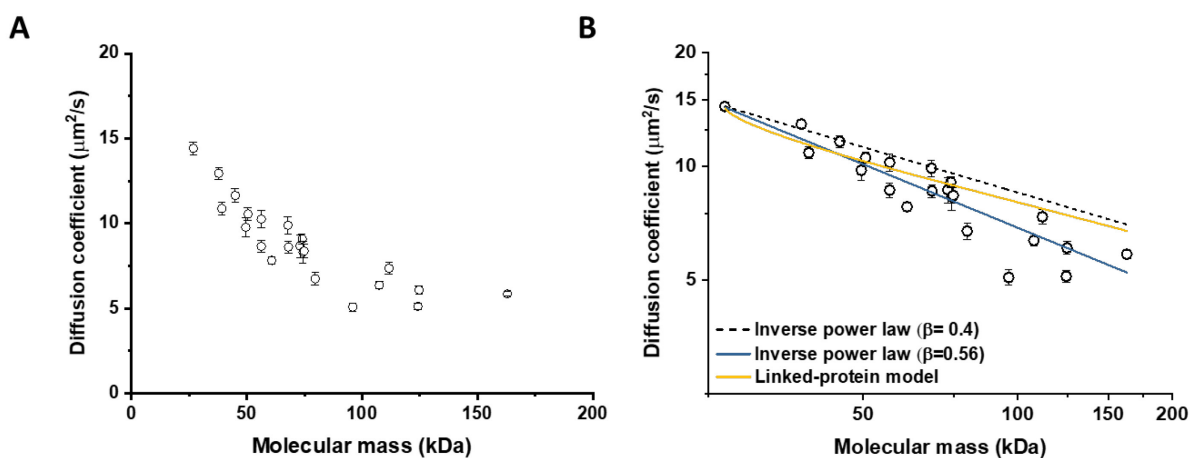 A
Diffusion coefficient (μm²/s)
20
15
10
5
0
0 50 100 150 200
Molecular mass (kDa)
B
Diffusion coefficient (μm²/s)
20
15
10
5
Inverse power law (β= 0.4)
Inverse power law (β=0.56)
Linked-protein model
50 100 150 200
Molecular mass (kDa)